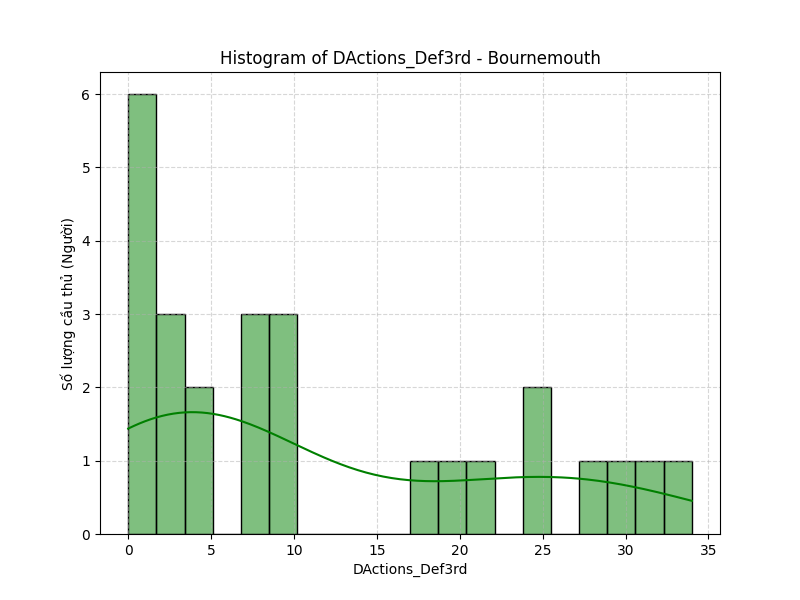 Histogram of DActions_Def3rd - Bournemouth
Số lượng cầu thủ (Người)
6
5
4
3
2
1
0
0 5 10 15 20 25 30 35
DActions_Def3rd